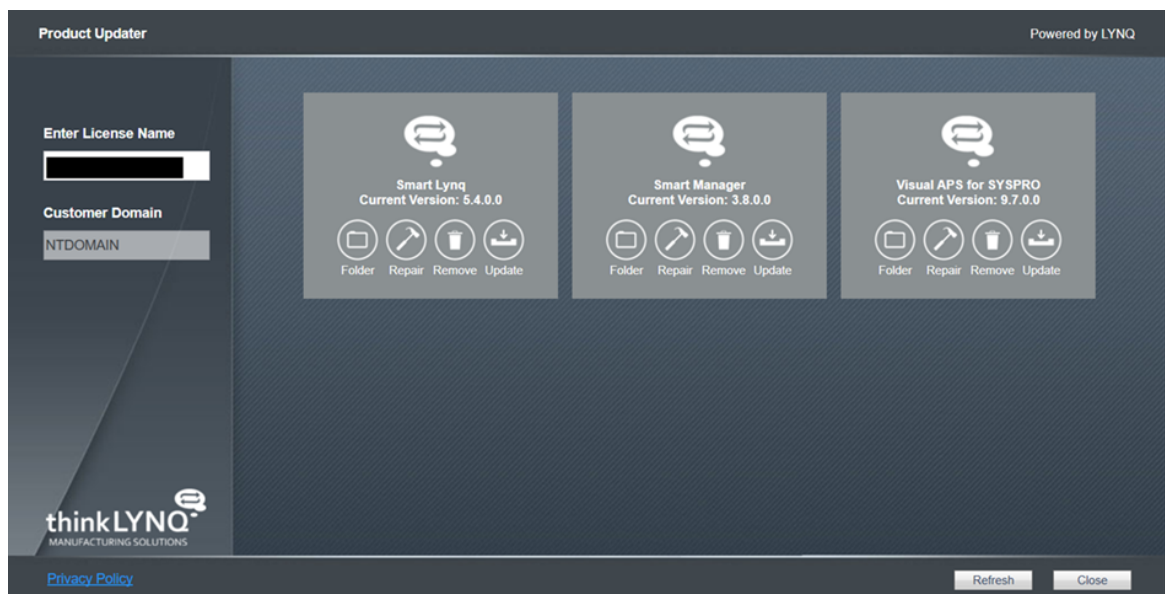 Product Updater
Powered by LYNQ
Enter License Name
Customer Domain
NTDOMAIN
Smart Lynq
Current Version: 5.4.0.0
Folder Repair Remove Update
Smart Manager
Current Version: 3.8.0.0
Folder Repair Remove Update
Visual APS for SYSPRO
Current Version: 9.7.0.0
Folder Repair Remove Update
thinkLYNQ
MANUFACTURING SOLUTIONS
Privacy Policy
Refresh
Close